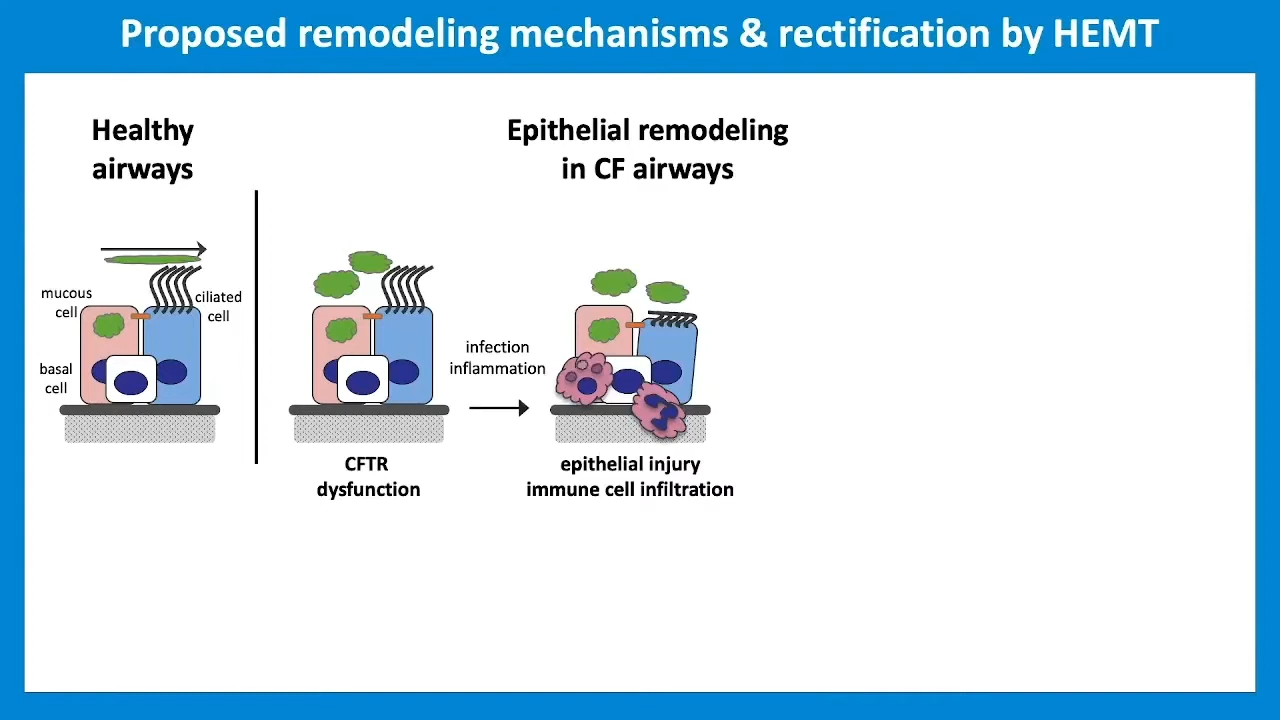 Proposed remodeling mechanisms & rectification by HEMT
Healthy
airways
Epithelial remodeling
in CF airways
mucous
cell
ciliated
cell
basal
cell
infection
inflammation
CFTR
dysfunction
epithelial injury
immune cell infiltration